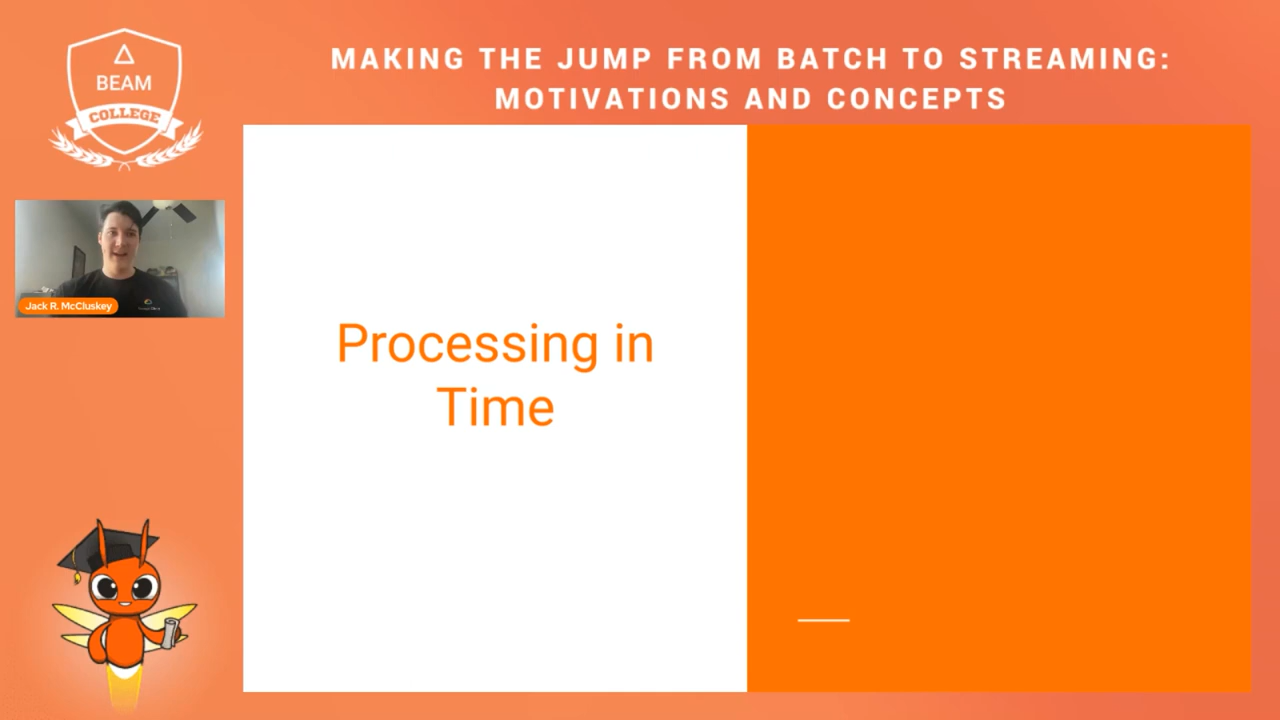 BEAM
COLLEGE
MAKING THE JUMP FROM BATCH TO STREAMING:
MOTIVATIONS AND CONCEPTS
Jack R. McCluskey
Processing in
Time